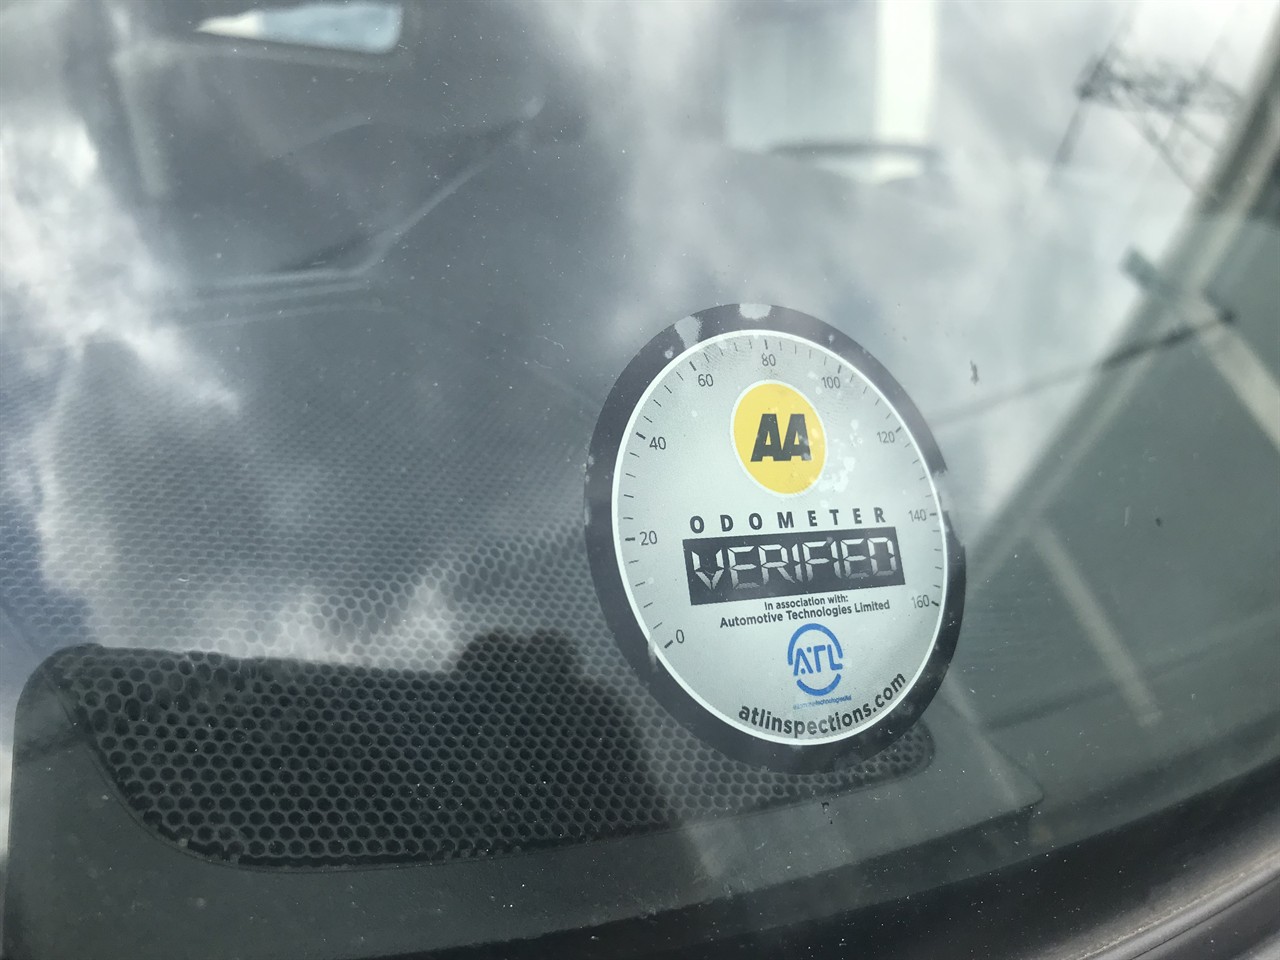 0
20
40
60
80
100
120
140
160
AA
ODOMETER
VERIFIED
In association with:
Automotive Technologies Limited
ATL
atlinspections.com